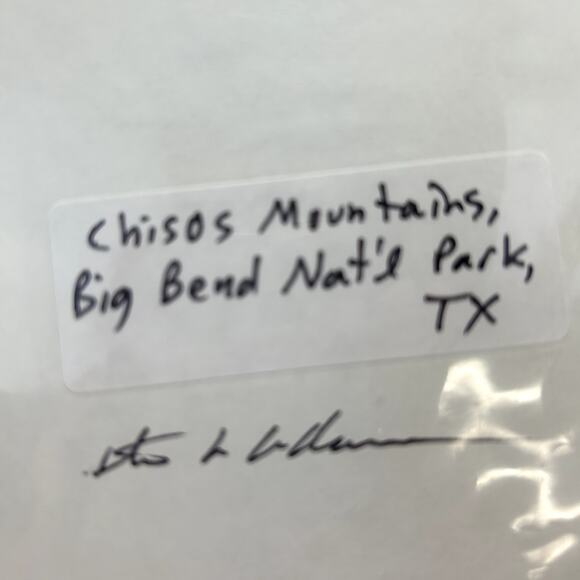 Chisos Mountains,
Big Bend Nat'l Park,
TX